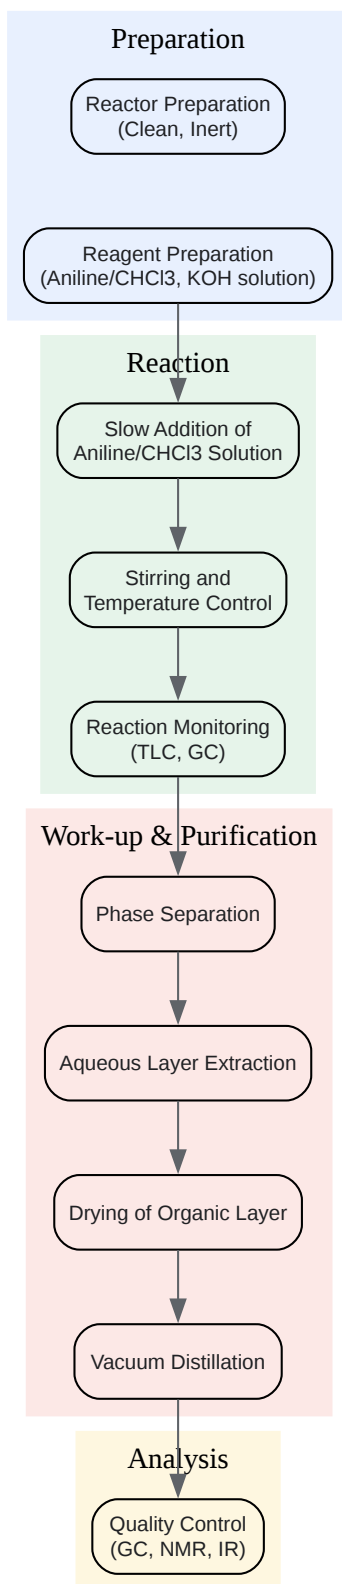 Preparation
Reactor Preparation
(Clean, Inert)
Reagent Preparation
(Aniline/CHCl3, KOH solution)
Reaction
Slow Addition of
Aniline/CHCl3 Solution
Stirring and
Temperature Control
Reaction Monitoring
(TLC, GC)
Work-up & Purification
Phase Separation
Aqueous Layer Extraction
Drying of Organic Layer
Vacuum Distillation
Analysis
Quality Control
(GC, NMR, IR)